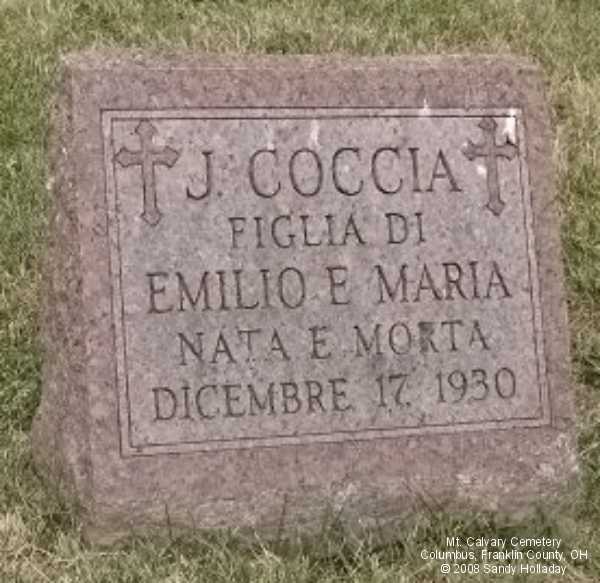 J. COCCIA
FIGLIA DI
EMILIO E MARIA
NATA E MORTA
DICEMBRE 17, 1930
Mt. Calvary Cemetery
Columbus, Franklin County, OH
© 2008 Sandy Holladay